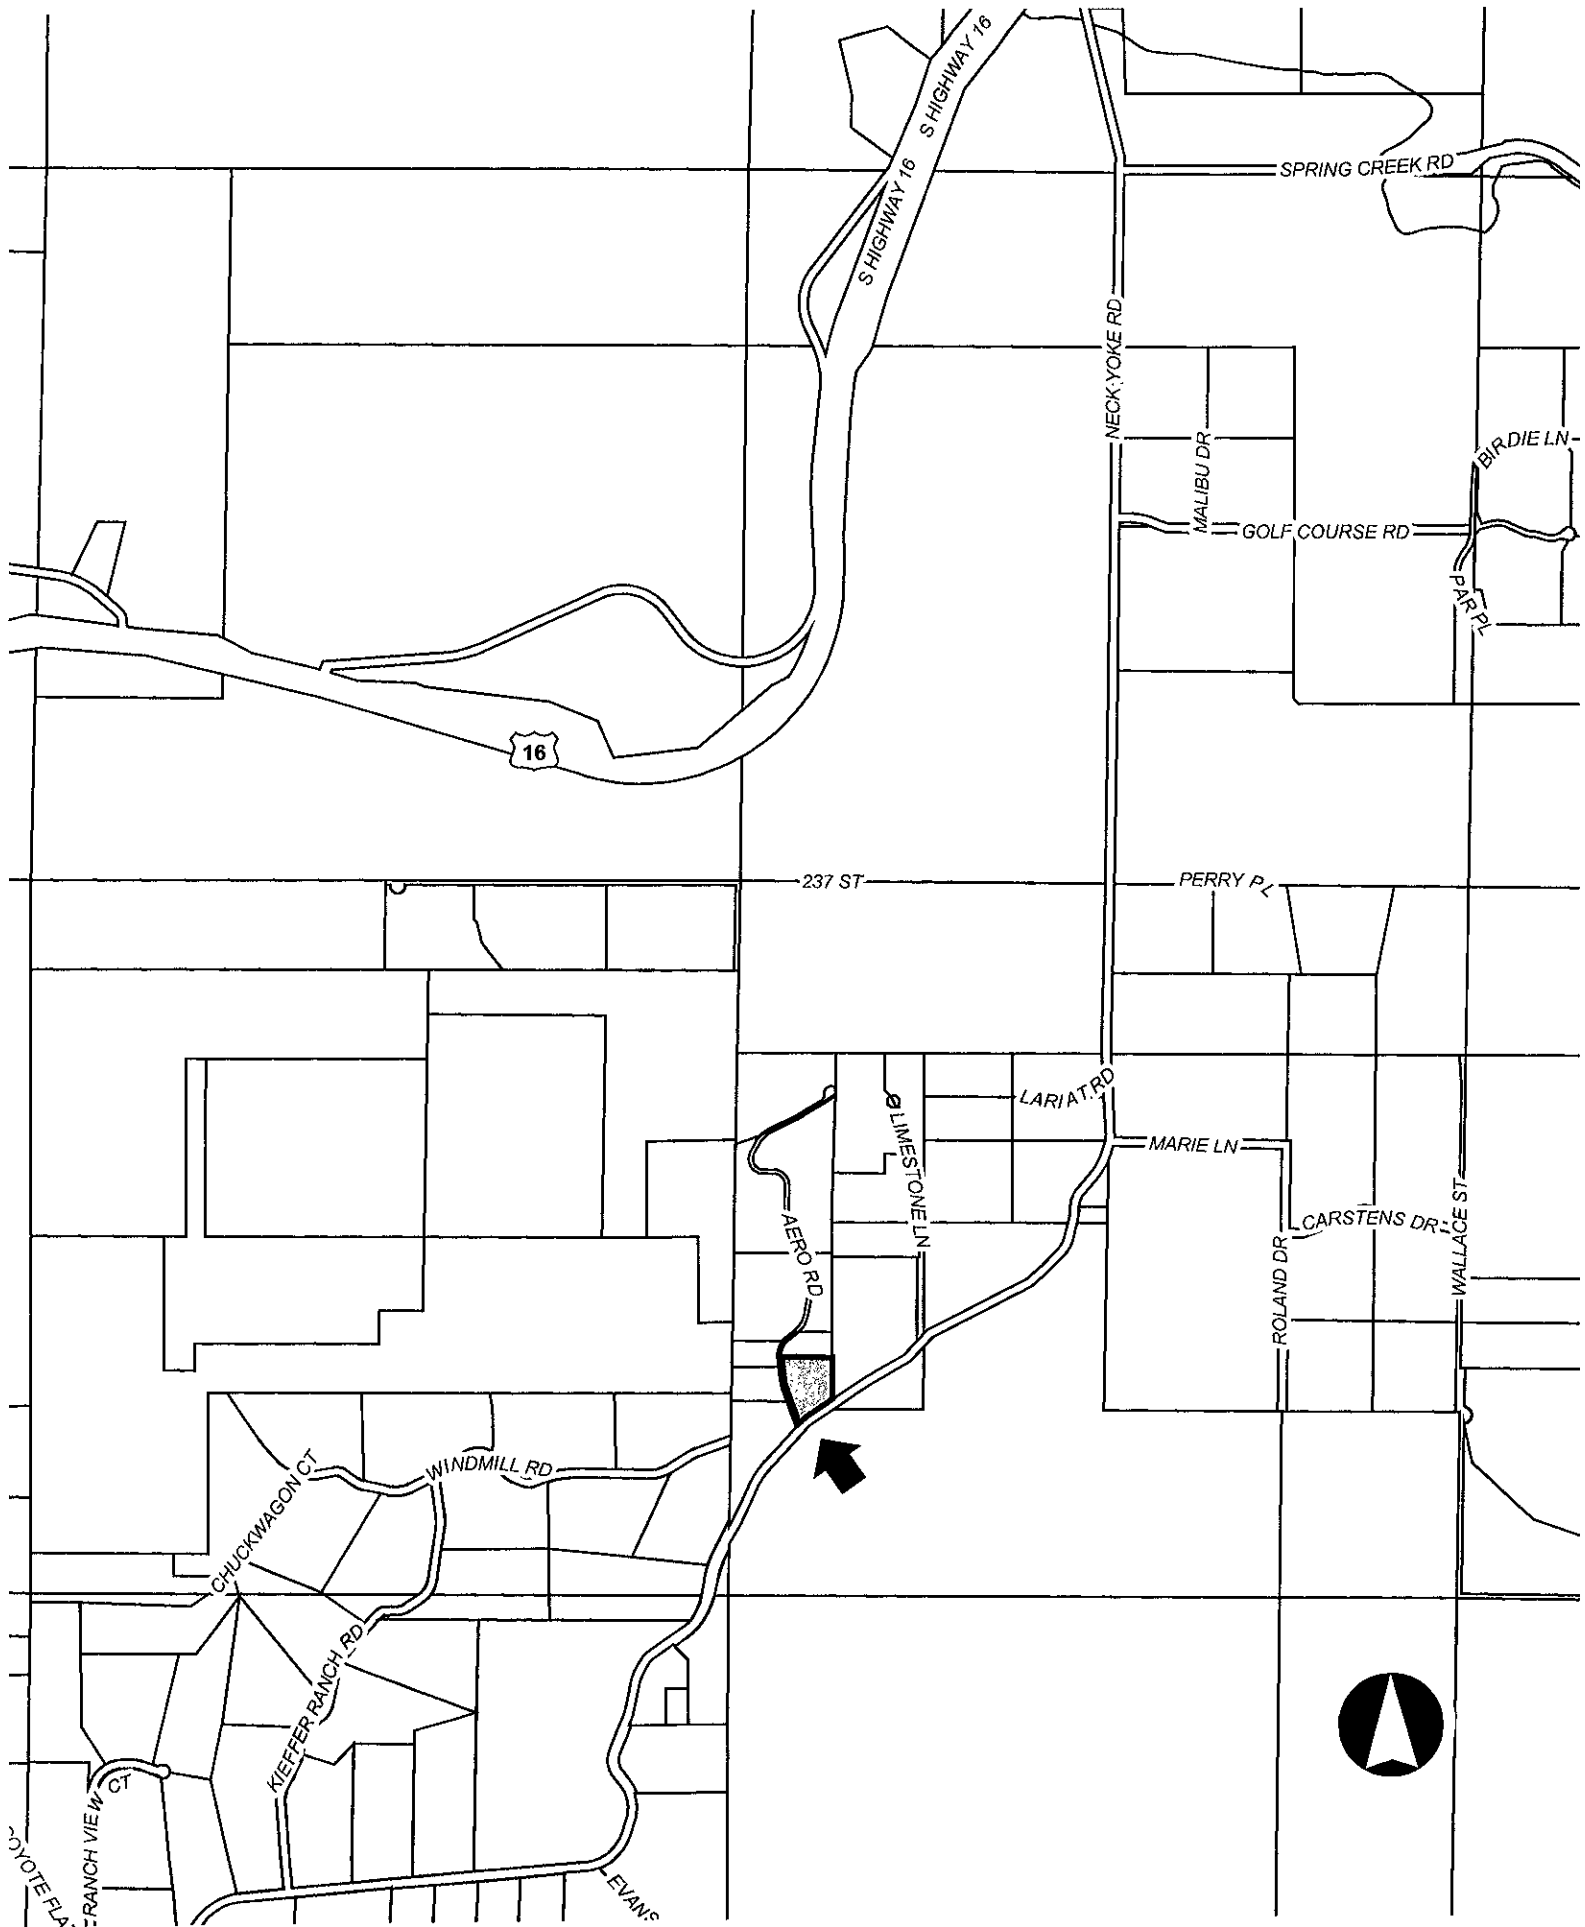 S HIGHWAY 16
SPRING CREEK RD
S HIGHWAY 16
NECK YOKE RD
MALIBU DR
BIRDIE LN
GOLF COURSE RD
PAR PL
16
237 ST
PERRY PL
LARIAT RD
LIMESTONE LN
MARIE LN
AERO RD
CARSTENS DR
WALLACE ST
ROLAND DR
WINDMILL RD
CHUCKWAGON CT
KIEFFER RANCH RD
RANCH VIEW CT
COYOTE FLA
EVANS